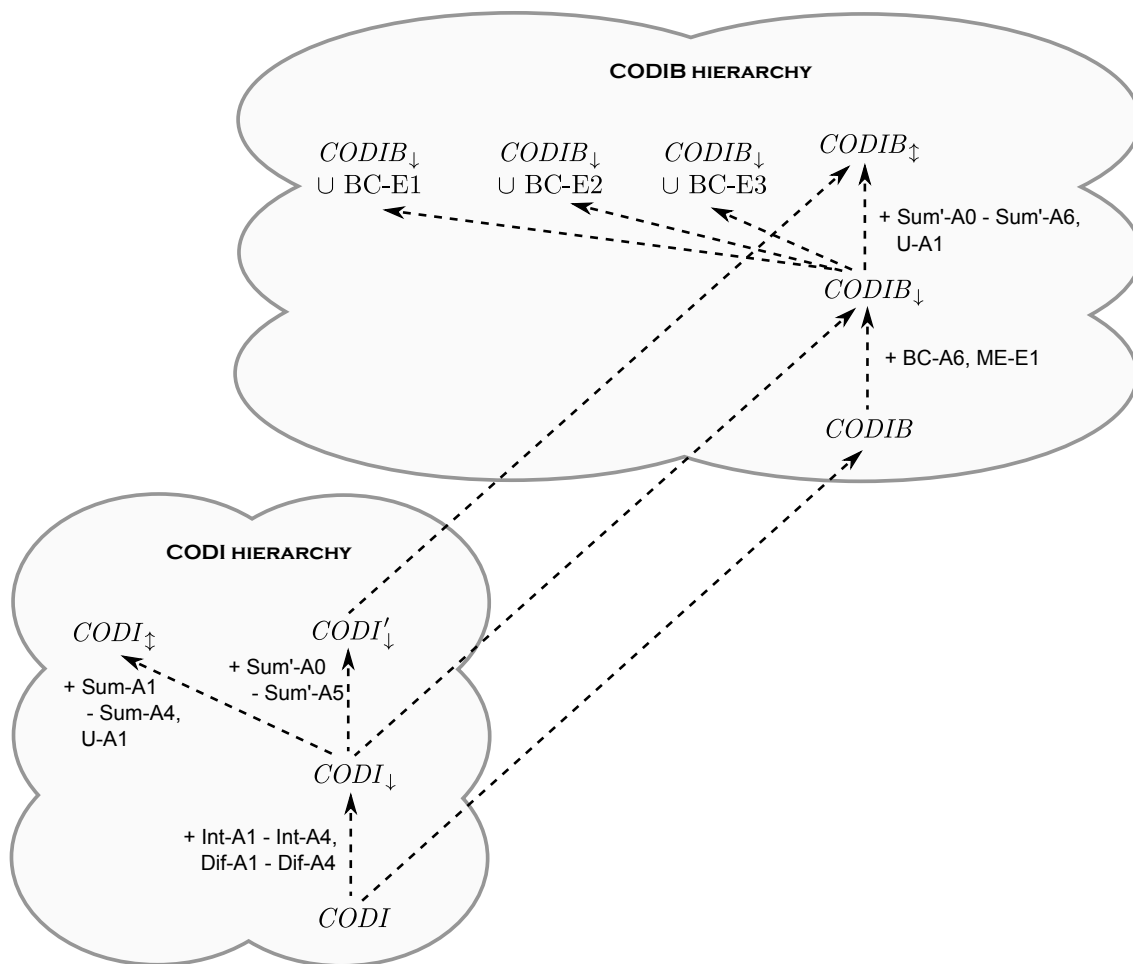 CODIB HIERARCHY
CODIB↓
∪ BC-E1
CODIB↓
∪ BC-E2
CODIB↓
∪ BC-E3
CODIB↕
+ Sum'-A0 - Sum'-A6,
U-A1
CODIB↓
+ BC-A6, ME-E1
CODIB
CODI HIERARCHY
CODI↕
CODI′↓
+ Sum'-A0
- Sum'-A5
+ Sum-A1
- Sum-A4,
U-A1
CODI↓
+ Int-A1 - Int-A4,
Dif-A1 - Dif-A4
CODI